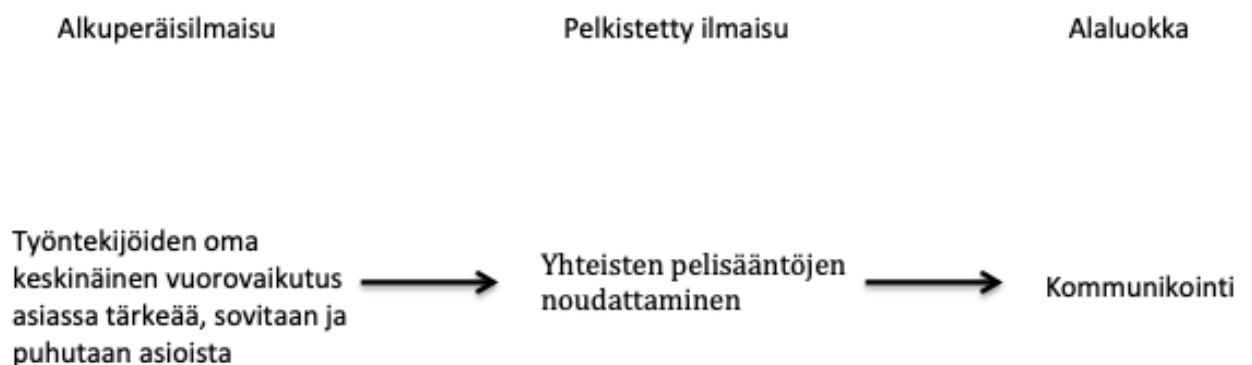 Alkuperäisilmaisu Pelkistetty ilmaisu Alaluokka
Työntekijöiden oma
keskinäinen vuorovaikutus
asiassa tärkeää, sovitaan ja
puhutaan asioista
Yhteisten pelisääntöjen
noudattaminen
Kommunikointi